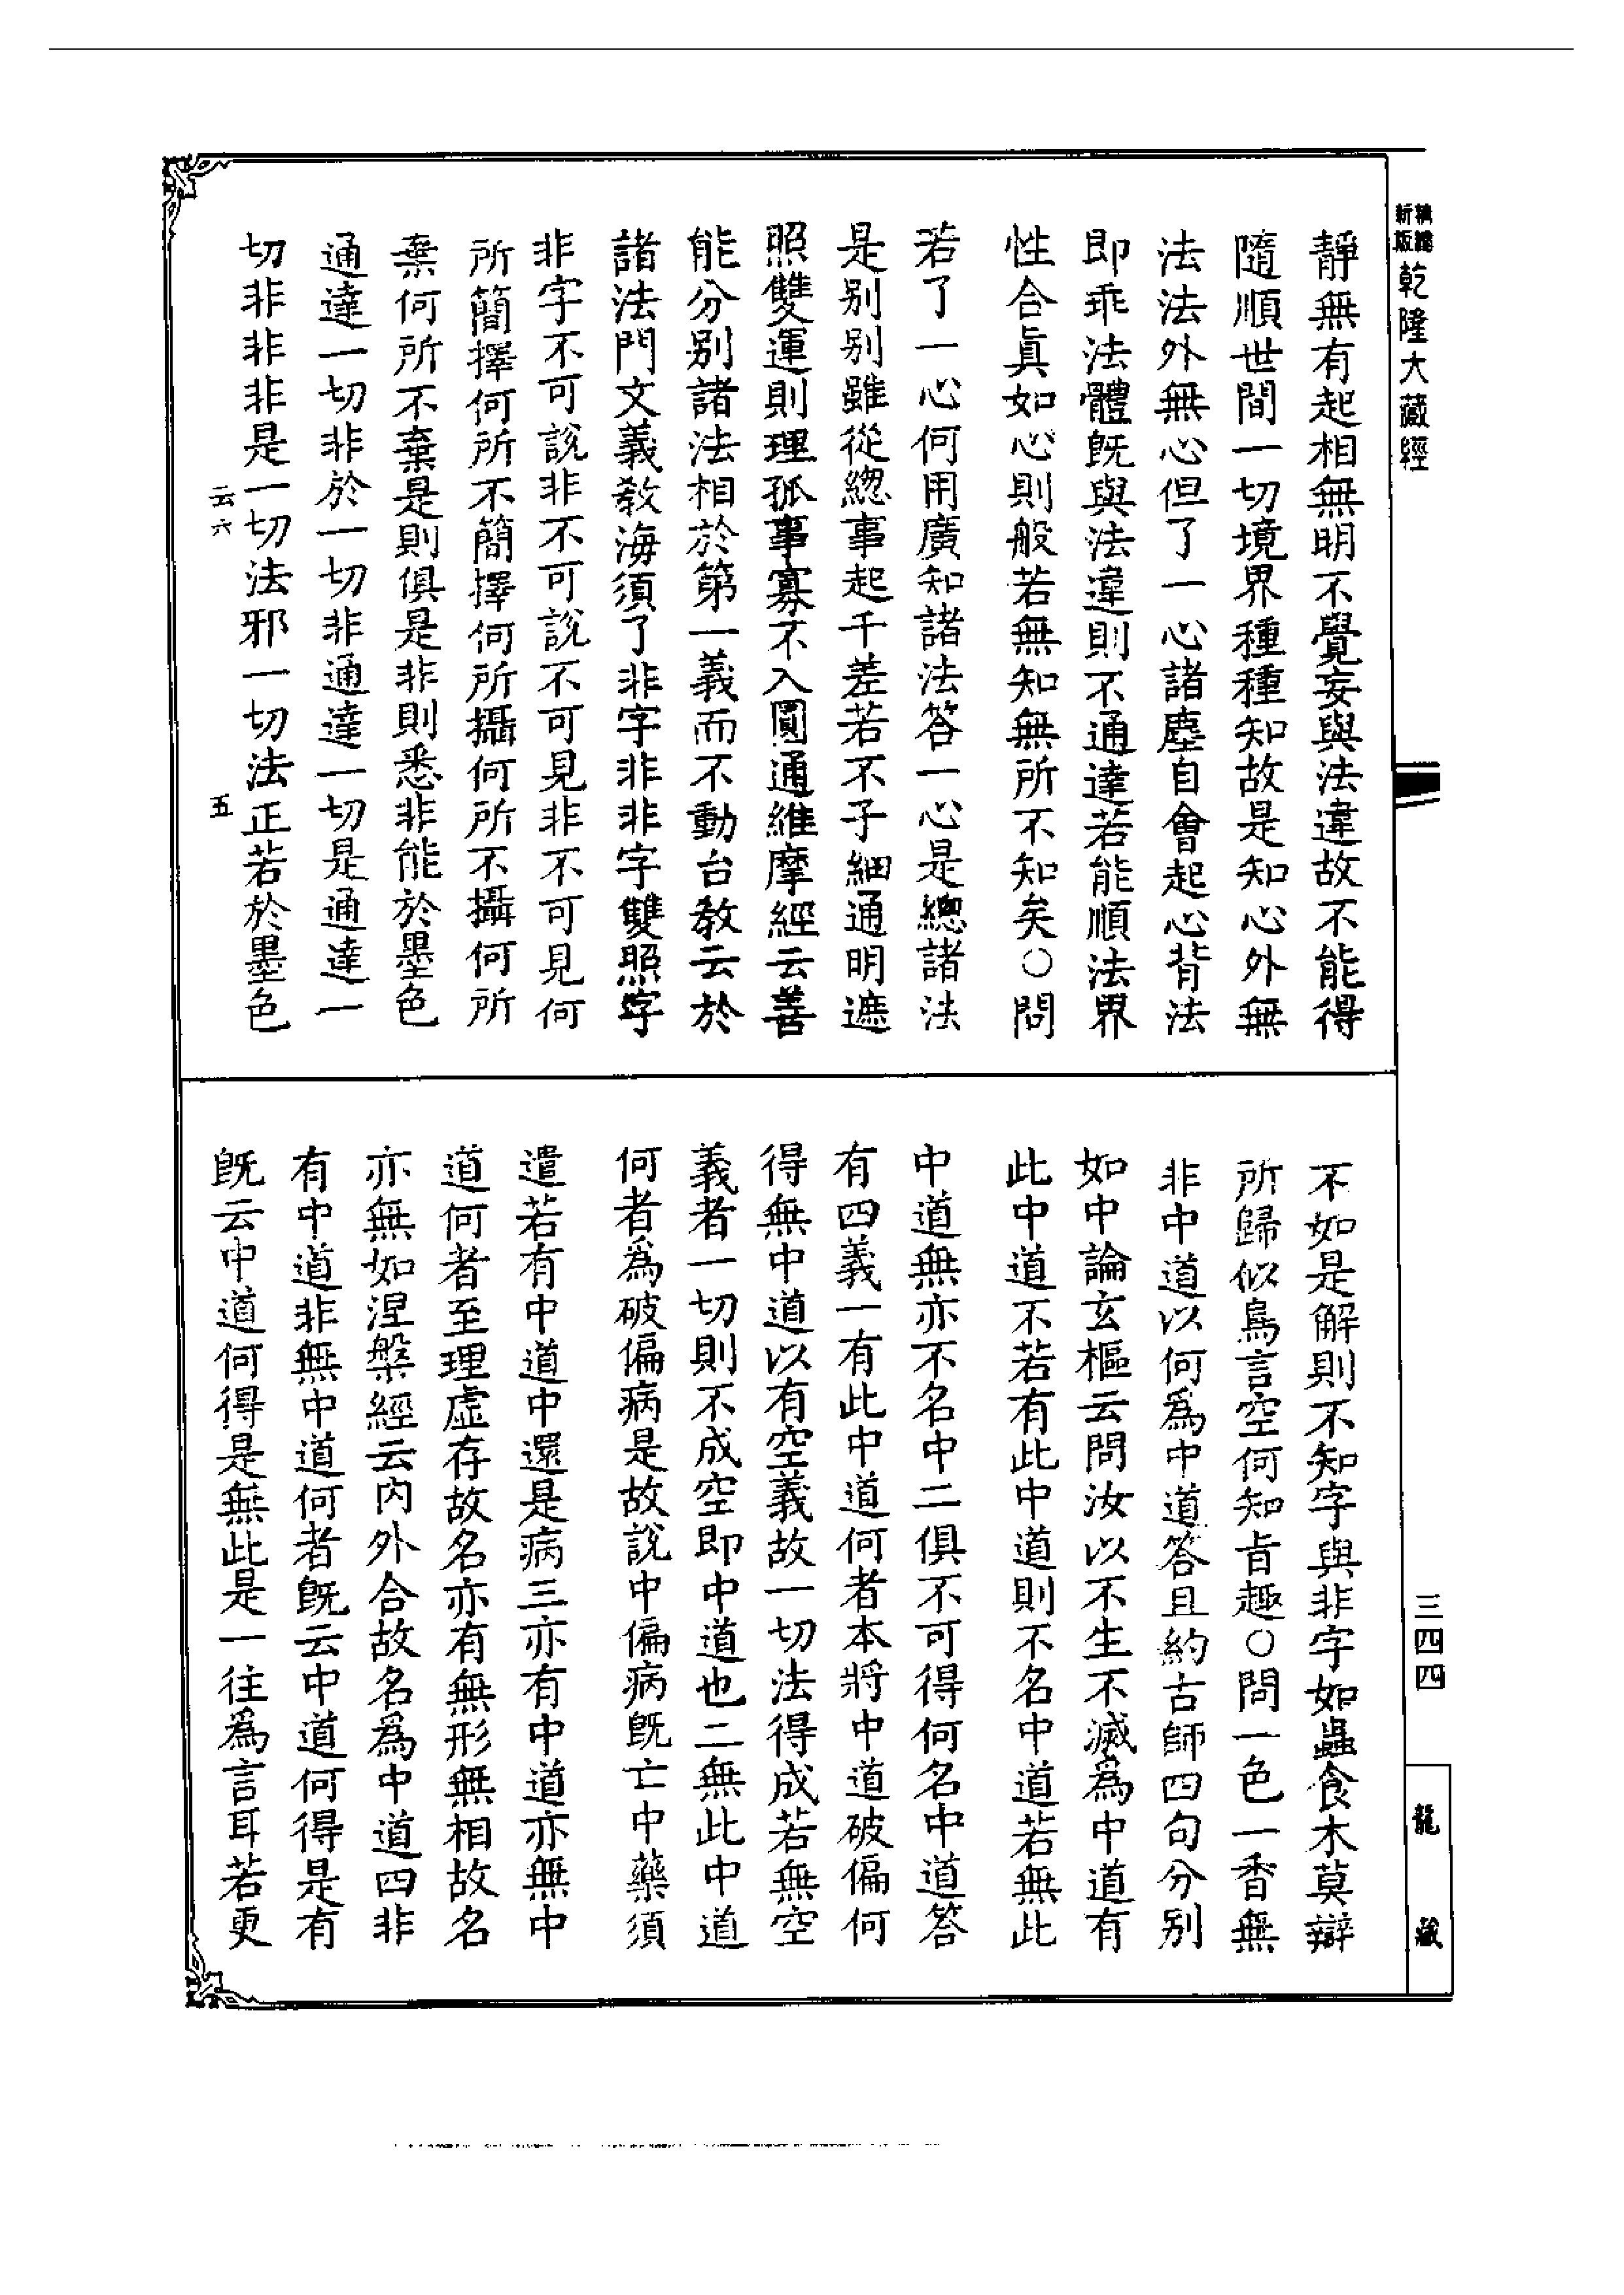 新編縮版乾隆大藏經
靜無有起相無明不覺妄與法違故不能得
隨順世間一切境界種種知故是知心外無
法法外無心但了一心諸塵自會起心背法
即乖法體既與法違則不通達若能順法界
性合眞如心則般若無知無所不知矣○問
若了一心何用廣知諸法答一心是總諸法
是别别雖從總事起千差若不子細通明遮
照雙運則理孤事寡不入圓通維摩經云善
能分别諸法相於第一義而不動台教云於
諸法門文義教海須了非字非非字雙照字
非字不可說非不可說不可見非不可見何
所簡擇何所不簡擇何所攝何所不攝何所
棄何所不棄是則俱是非則悉非能於墨色
通達一切非於一切非通達一切是通達一
切非非非是一切法邪一切法正若於墨色
云六
五
不如是解則不知字與非字如蟲食木莫辯
所歸似鳥言空何知旨趣○問一色一香無
非中道以何爲中道答且約古師四句分别
如中論玄樞云問汝以不生不滅爲中道有
此中道不若有此中道則不名中道若無此
中道無亦不名中二俱不可得何名中道答
有四義一有此中道何者本將中道破偏何
得無中道以有空義故一切法得成若無空
義者一切則不成空即中道也二無此中道
何者爲破偏病是故說中偏病既亡中藥須
遣若有中道中還是病三亦有中道亦無中
道何者至理虛存故名亦有無形無相故名
亦無如涅槃經云内外合故名爲中道四非
有中道非無中道何者既云中道何得是有
既云中道何得是無此是一往爲言耳若更
三四四
龍藏